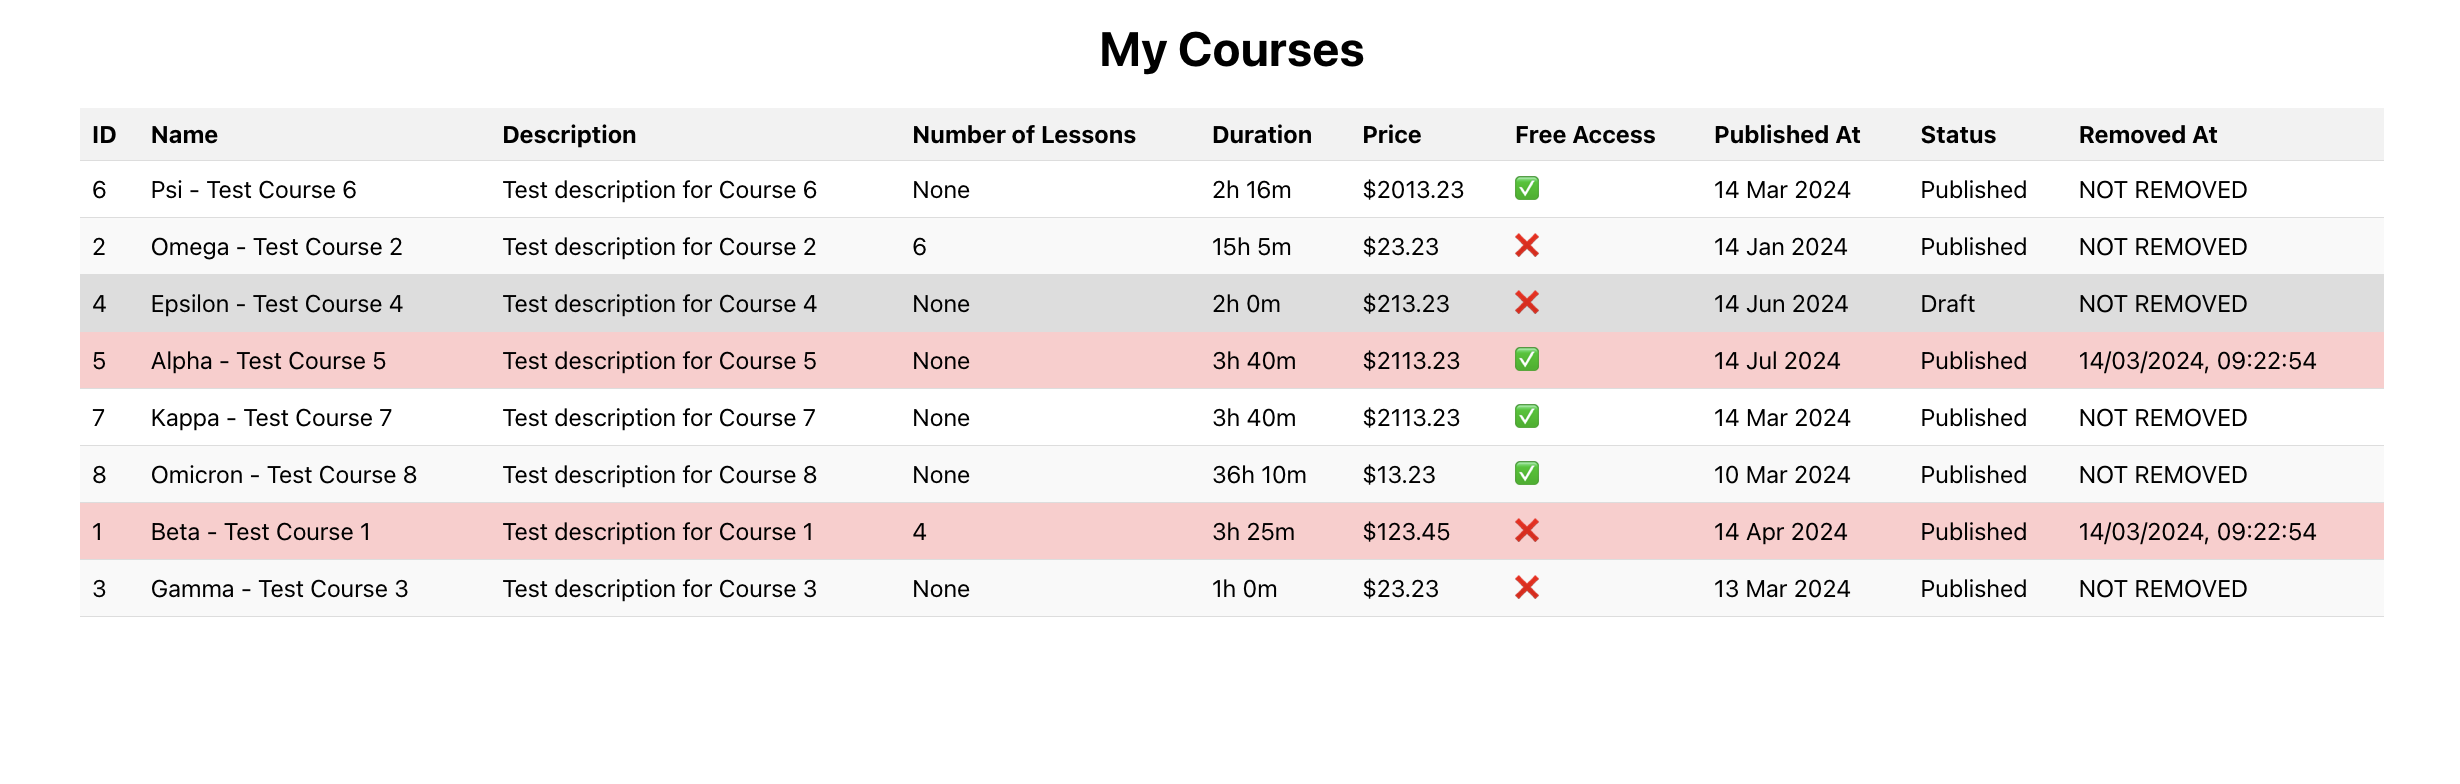 My Courses
ID Name Description Number of Lessons Duration Price Free Access Published At Status Removed At
6 Psi - Test Course 6 Test description for Course 6 None 2h 16m $2013.23 ✅ 14 Mar 2024 Published NOT REMOVED
2 Omega - Test Course 2 Test description for Course 2 6 15h 5m $23.23 ❌ 14 Jan 2024 Published NOT REMOVED
4 Epsilon - Test Course 4 Test description for Course 4 None 2h 0m $213.23 ❌ 14 Jun 2024 Draft NOT REMOVED
5 Alpha - Test Course 5 Test description for Course 5 None 3h 40m $2113.23 ✅ 14 Jul 2024 Published 14/03/2024, 09:22:54
7 Kappa - Test Course 7 Test description for Course 7 None 3h 40m $2113.23 ✅ 14 Mar 2024 Published NOT REMOVED
8 Omicron - Test Course 8 Test description for Course 8 None 36h 10m $13.23 ✅ 10 Mar 2024 Published NOT REMOVED
1 Beta - Test Course 1 Test description for Course 1 4 3h 25m $123.45 ❌ 14 Apr 2024 Published 14/03/2024, 09:22:54
3 Gamma - Test Course 3 Test description for Course 3 None 1h 0m $23.23 ❌ 13 Mar 2024 Published NOT REMOVED